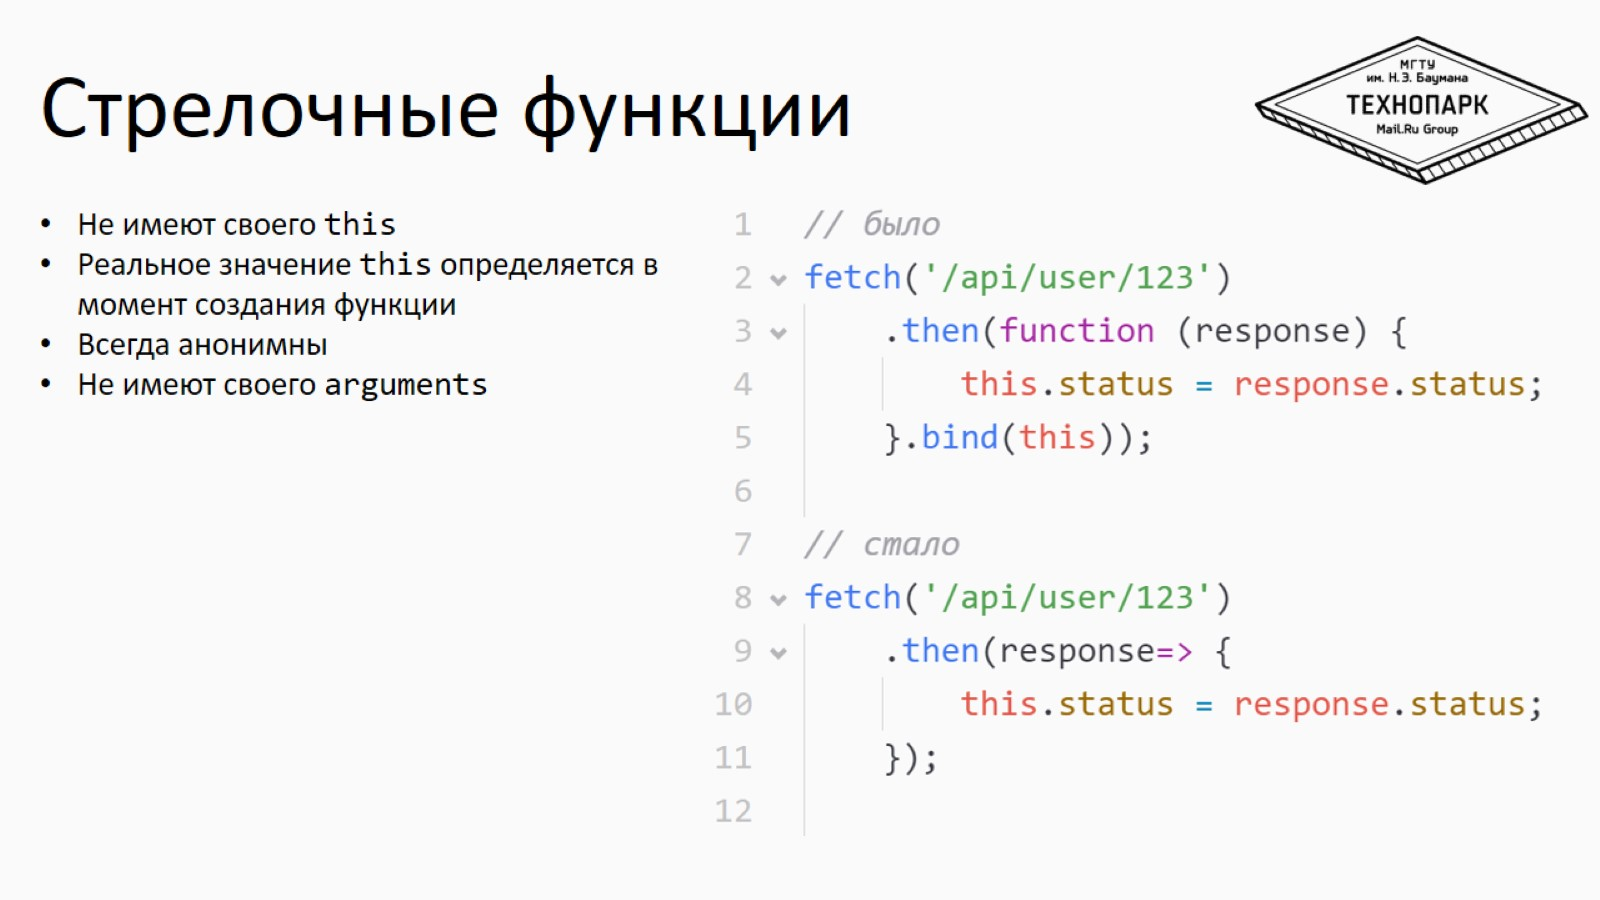 Стрелочные функции
МГТУ
им. Н.Э. Баумана
ТЕХНОПАРК
Mail.Ru Group
• Не имеют своего this
• Реальное значение this определяется в
момент создания функции
• Всегда анонимны
• Не имеют своего arguments
1 // было
2 fetch('/api/user/123')
3 .then(function (response) {
4 this.status = response.status;
5 }.bind(this));
6
7 // стало
8 fetch('/api/user/123')
9 .then(response=> {
10 this.status = response.status;
11 });
12